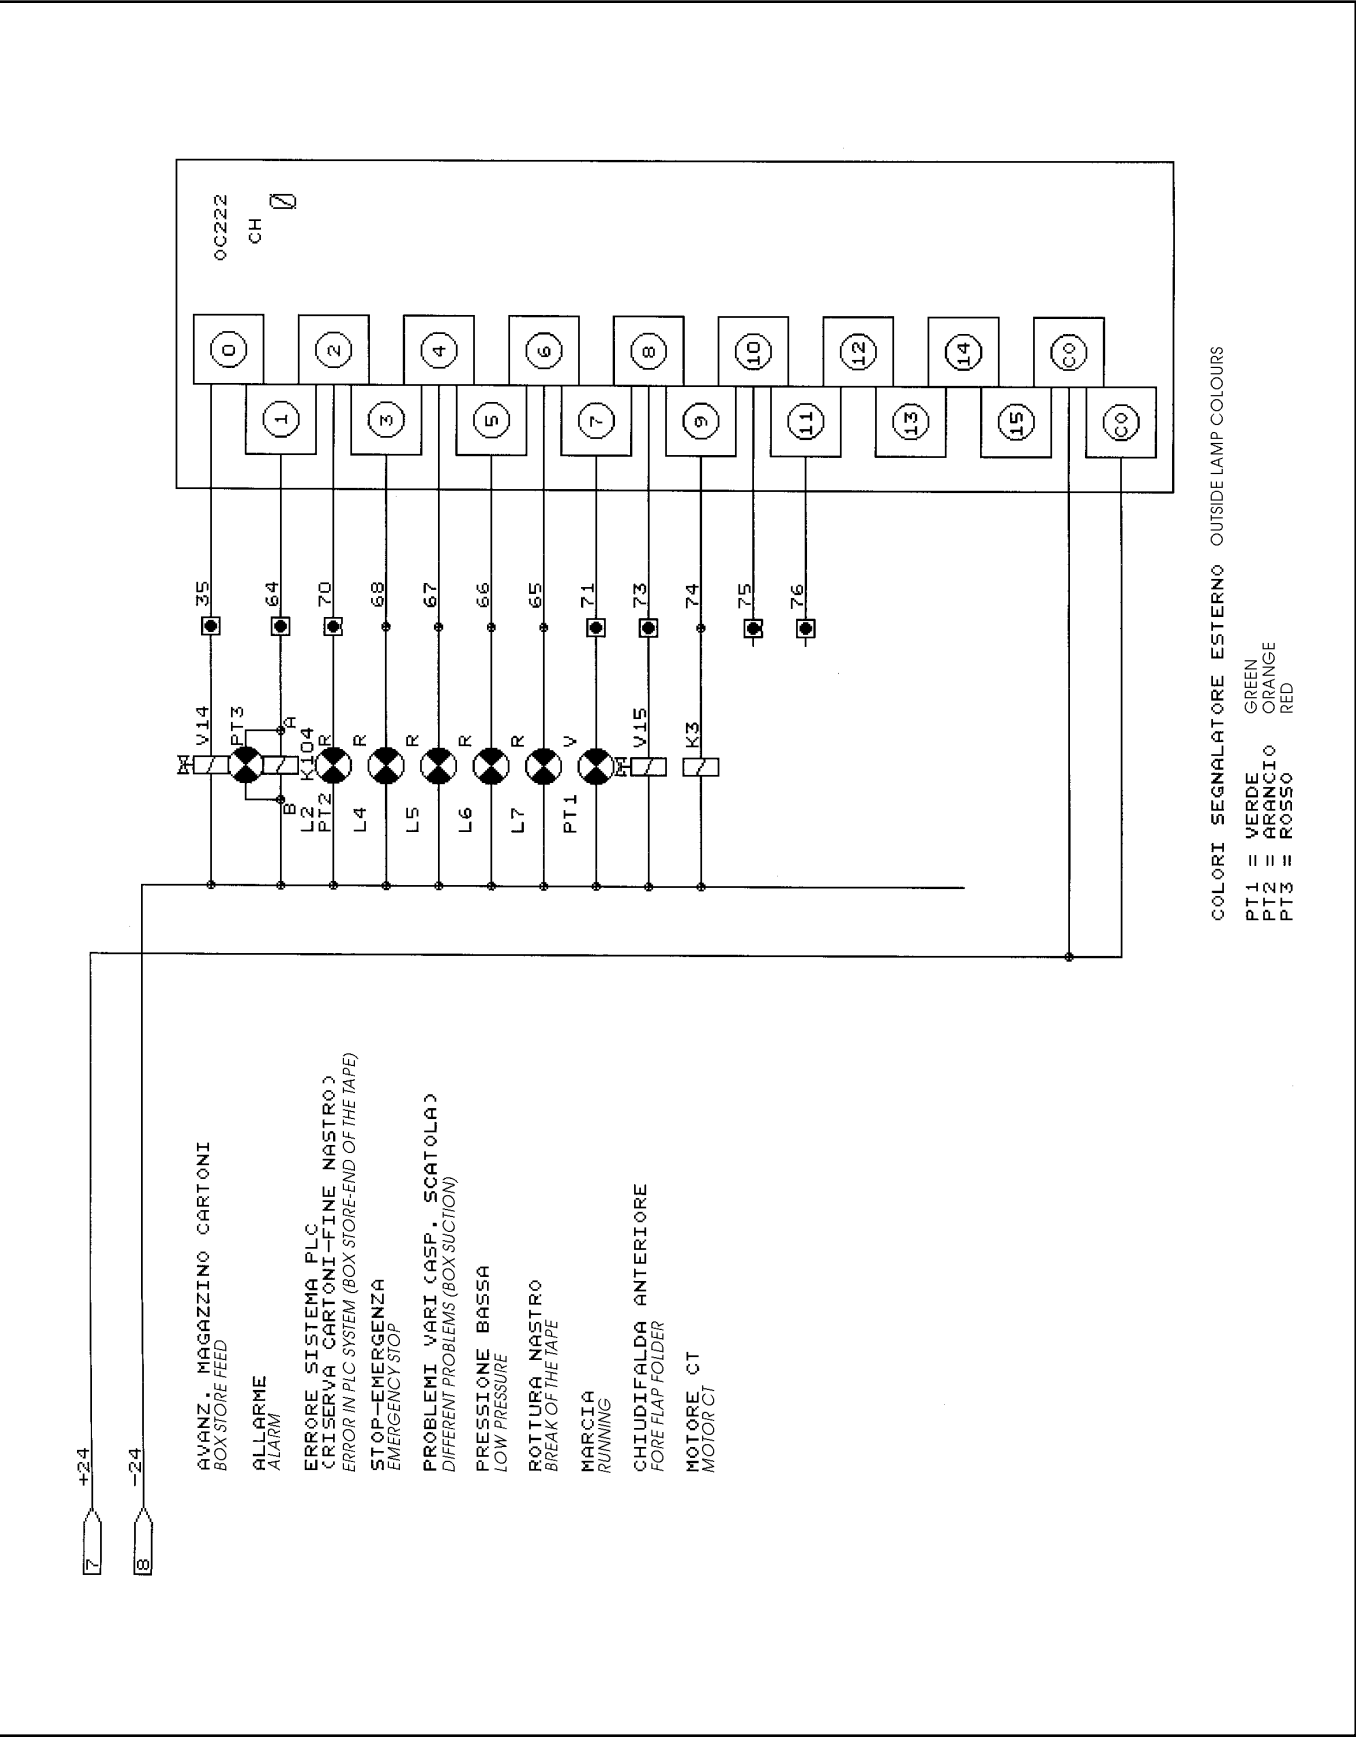 7
+24
8
-24
AVANZ. MAGAZZINO CARTONI
BOX STORE FEED
ALLARME
ALARM
ERRORE SISTEMA PLC
(RISERVA CARTONI-FINE NASTRO)
ERROR IN PLC SYSTEM (BOX STORE-END OF THE TAPE)
STOP-EMERGENZA
EMERGENCY STOP
PROBLEMI VARI (ASP. SCATOLA)
DIFFERENT PROBLEMS (BOX SUCTION)
PRESSIONE BASSA
LOW PRESSURE
ROTTURA NASTRO
BREAK OF THE TAPE
MARCIA
RUNNING
CHIUDIFALDA ANTERIORE
FORE FLAP FOLDER
MOTORE CT
MOTOR CT
V14
35
0
PT3
B
A
K104
64
1
L2
PT2
R
70
2
L4
R
68
3
L5
R
67
4
L6
R
66
5
L7
R
65
6
PT1
V
71
7
V15
73
8
K3
74
9
75
10
76
11
12
13
14
15
CO
CO
OC222
CH 0
COLORI SEGNALATORE ESTERNO OUTSIDE LAMP COLOURS
PT1 = VERDE GREEN
PT2 = ARANCIO ORANGE
PT3 = ROSSO RED